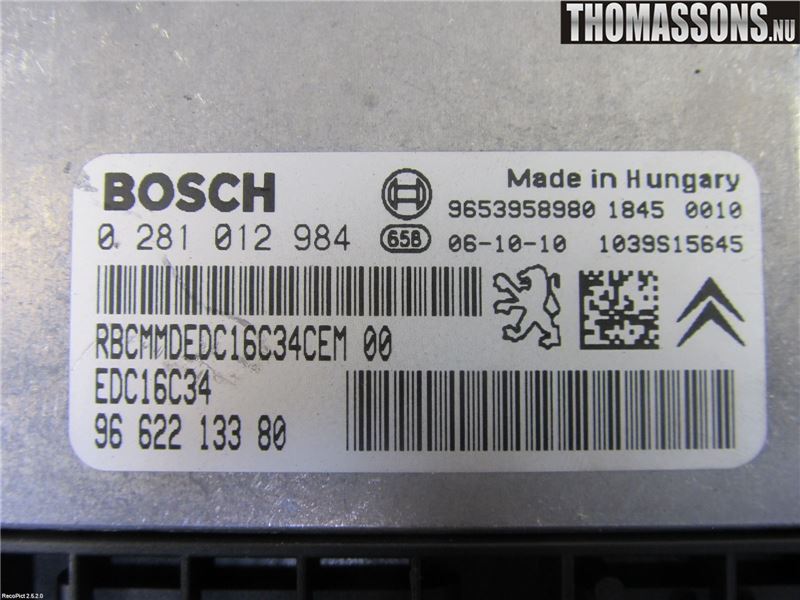 THOMASSONS.NU
BOSCH
Made in Hungary
9653958980 1845 0010
0 281 012 984
658
06-10-10 1039S15645
RBCMMDEDC16C34CEM 00
EDC16C34
96 622 133 80
RecoPict 2.5.2.0